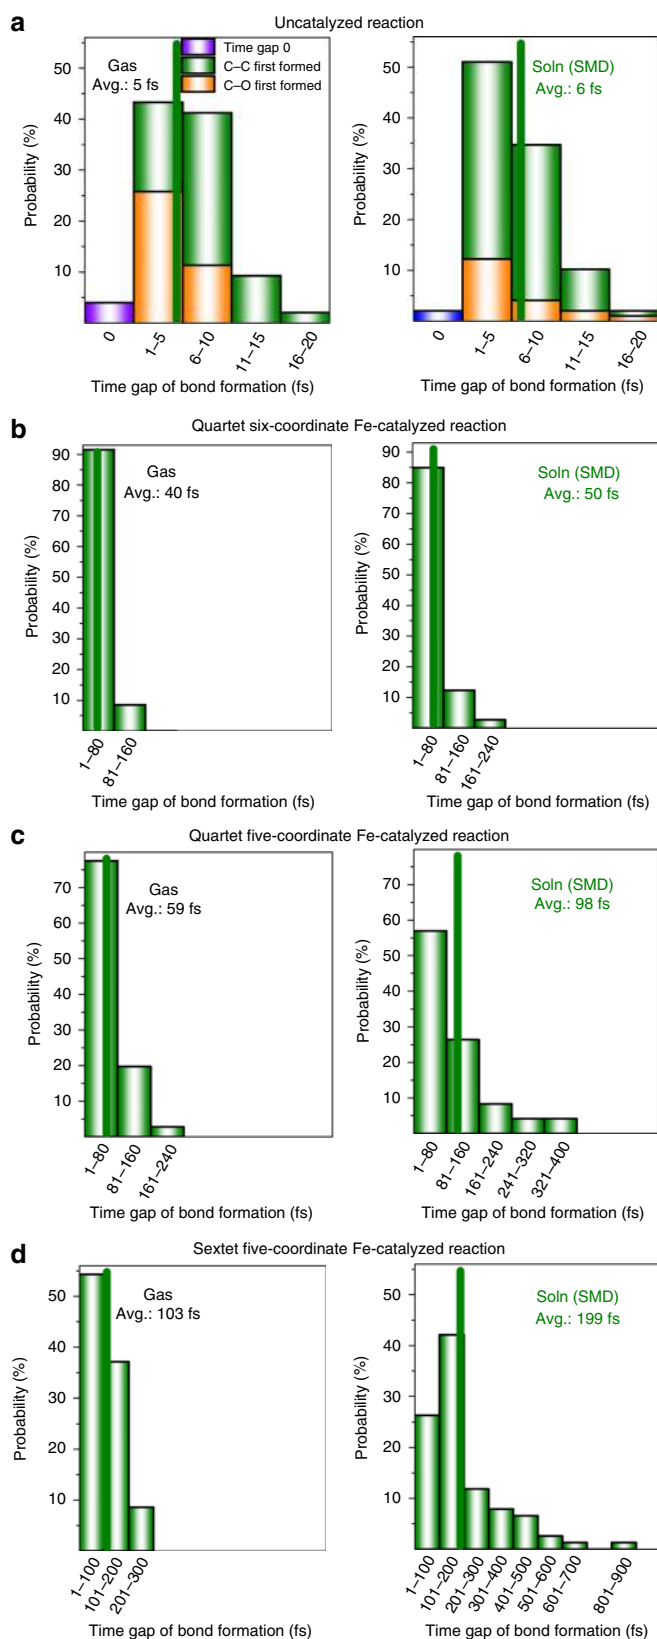 a
Uncatalyzed reaction
Gas
Avg.: 5 fs
Time gap 0
C–C first formed
C–O first formed
Probability (%)
50
40
30
20
10
0
1–5
6–10
11–15
16–20
Time gap of bond formation (fs)
Soln (SMD)
Avg.: 6 fs
Probability (%)
50
40
30
20
10
0
1–5
6–10
11–15
16–20
Time gap of bond formation (fs)
b
Quartet six-coordinate Fe-catalyzed reaction
Gas
Avg.: 40 fs
Probability (%)
90
80
70
60
50
40
30
20
10
1–80
81–160
Time gap of bond formation (fs)
Soln (SMD)
Avg.: 50 fs
Probability (%)
90
80
70
60
50
40
30
20
10
1–80
81–160
161–240
Time gap of bond formation (fs)
c
Quartet five-coordinate Fe-catalyzed reaction
Gas
Avg.: 59 fs
Probability (%)
70
60
50
40
30
20
10
1–80
81–160
161–240
Time gap of bond formation (fs)
Soln (SMD)
Avg.: 98 fs
Probability (%)
70
60
50
40
30
20
10
1–80
81–160
161–240
241–320
321–400
Time gap of bond formation (fs)
d
Sextet five-coordinate Fe-catalyzed reaction
Gas
Avg.: 103 fs
Probability (%)
50
40
30
20
10
1–100
101–200
201–300
Time gap of bond formation (fs)
Soln (SMD)
Avg.: 199 fs
Probability (%)
50
40
30
20
10
1–100
101–200
201–300
301–400
401–500
501–600
601–700
801–900
Time gap of bond formation (fs)